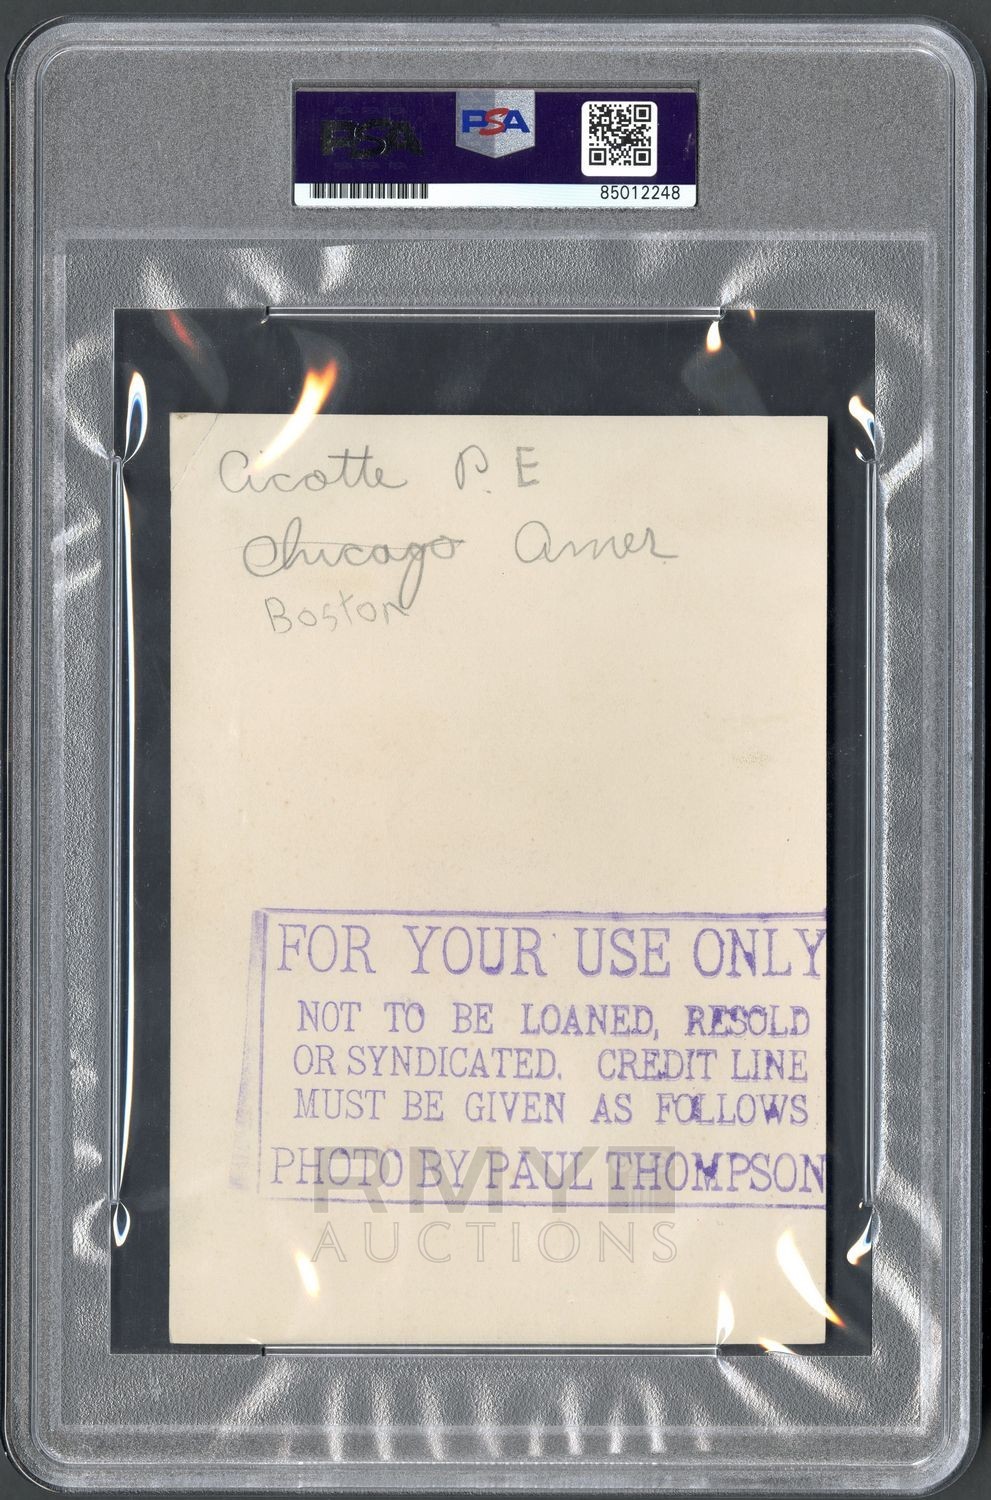 PSA
PSA
85012248
Cicotte P. E
Chicago Amer.
Boston
FOR YOUR USE ONLY
NOT TO BE LOANED, RESOLD
OR SYNDICATED. CREDIT LINE
MUST BE GIVEN AS FOLLOWS
PHOTO BY PAUL THOMPSON
RMY
AUCTIONS